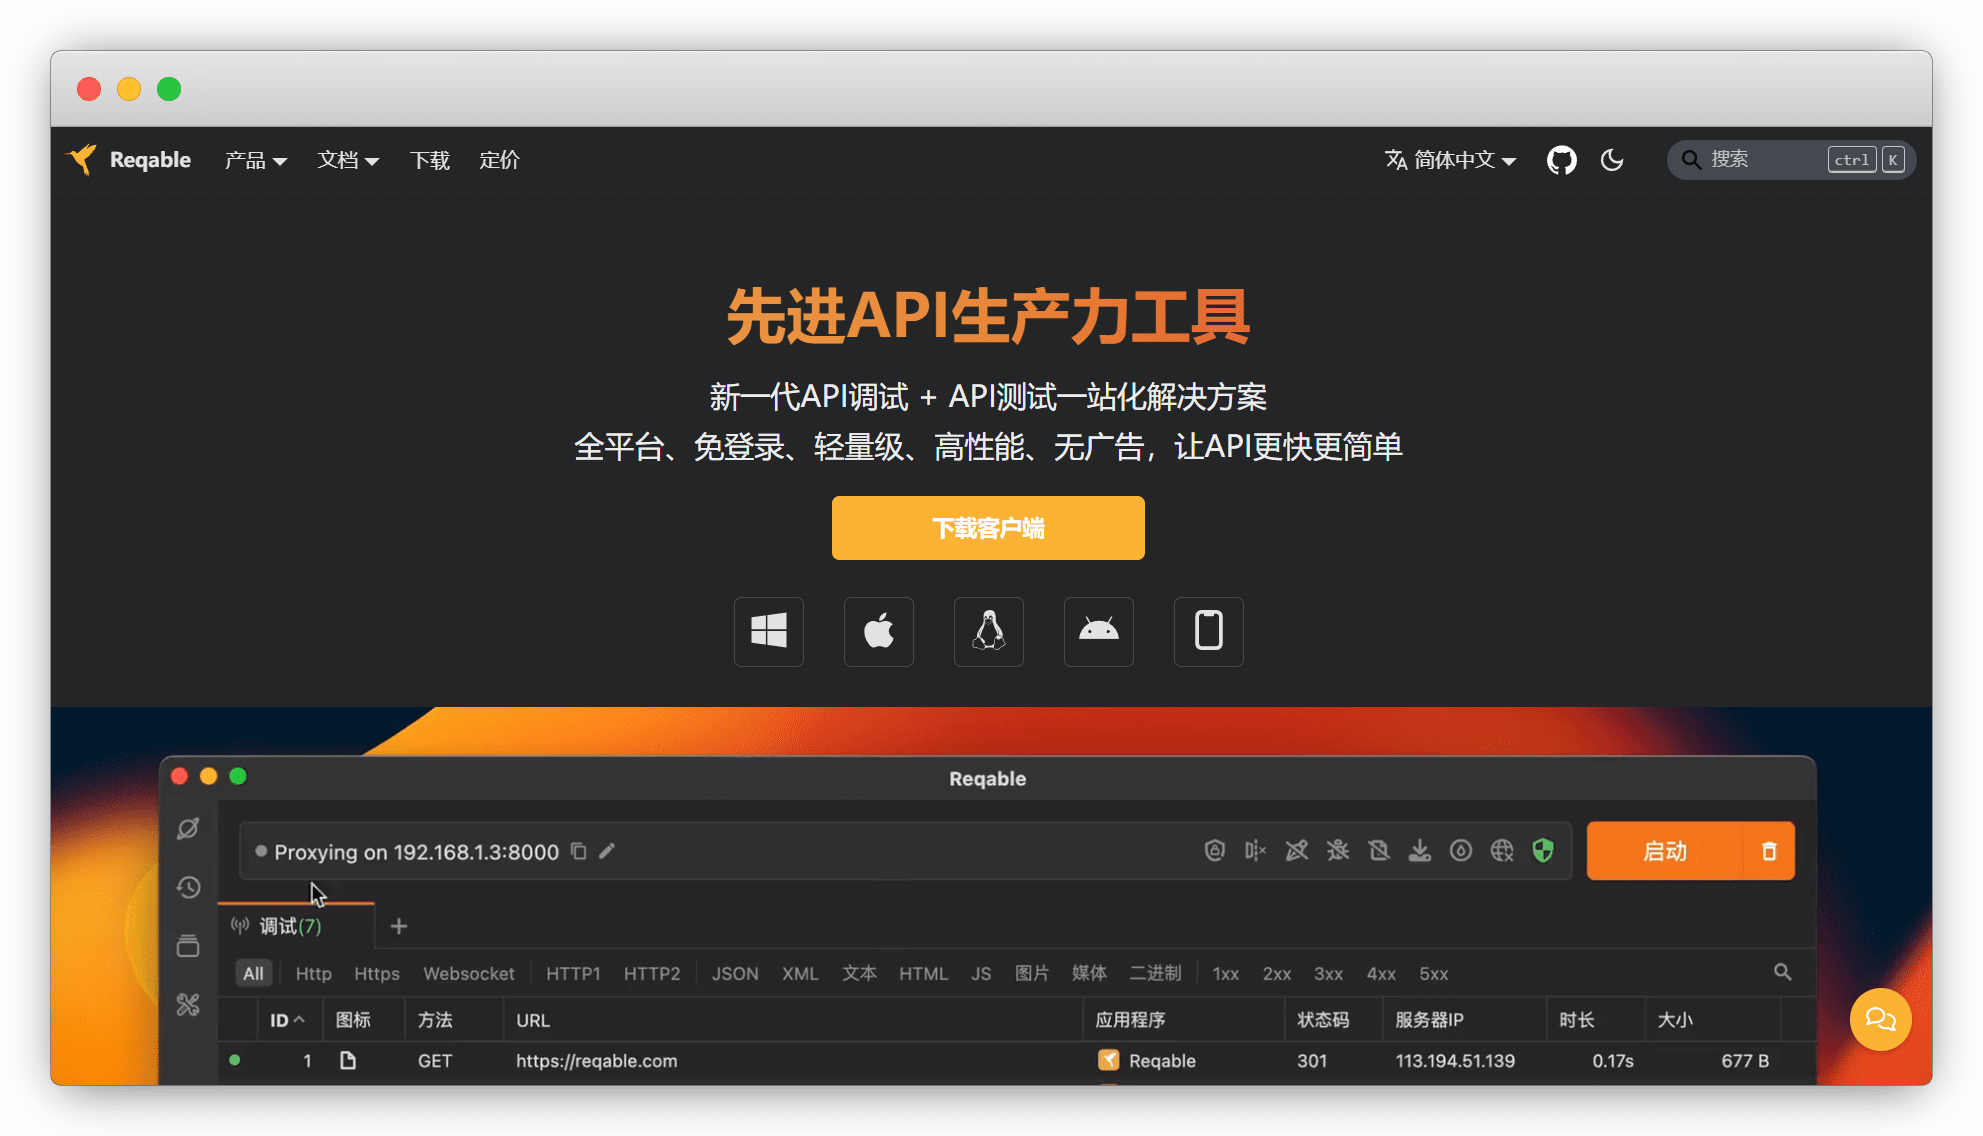 Reqable 产品 文档 下载 定价 简体中文 搜索 ctrl K
先进API生产力工具
新一代API调试 + API测试一站化解决方案
全平台、免登录、轻量级、高性能、无广告，让API更快更简单
下载客户端
Reqable
Proxying on 192.168.1.3:8000 启动
调试(7)
All Http Https Websocket HTTP1 HTTP2 JSON XML 文本 HTML JS 图片 媒体 二进制 1xx 2xx 3xx 4xx 5xx
ID 图标 方法 URL 应用程序 状态码 服务器IP 时长 大小
1 GET https://reqable.com Reqable 301 113.194.51.139 0.17s 677 B